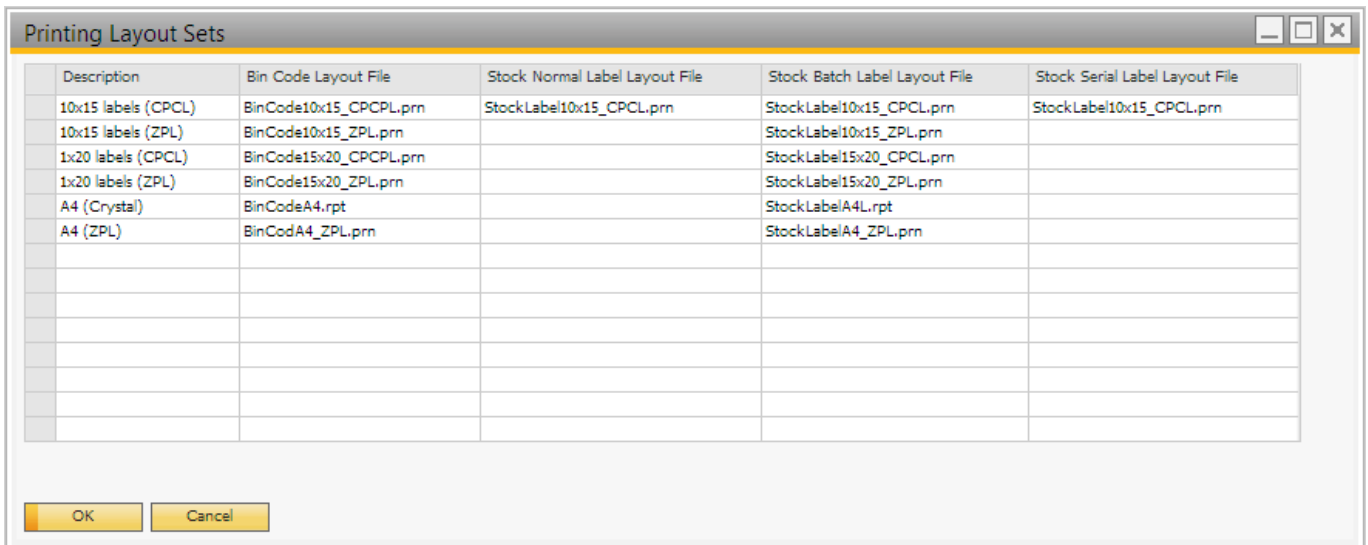 Printing Layout Sets
Description Bin Code Layout File Stock Normal Label Layout File Stock Batch Label Layout File Stock Serial Label Layout File
10x15 labels (CPCL) BinCode10x15_CPCPL.prn StockLabel10x15_CPCL.prn StockLabel10x15_CPCL.prn StockLabel10x15_CPCL.prn
10x15 labels (ZPL) BinCode10x15_ZPL.prn StockLabel10x15_ZPL.prn
1x20 labels (CPCL) BinCode15x20_CPCPL.prn StockLabel15x20_CPCL.prn
1x20 labels (ZPL) BinCode15x20_ZPL.prn StockLabel15x20_ZPL.prn
A4 (Crystal) BinCodeA4.rpt StockLabelA4L.rpt
A4 (ZPL) BinCodA4_ZPL.prn StockLabelA4_ZPL.prn
OK Cancel